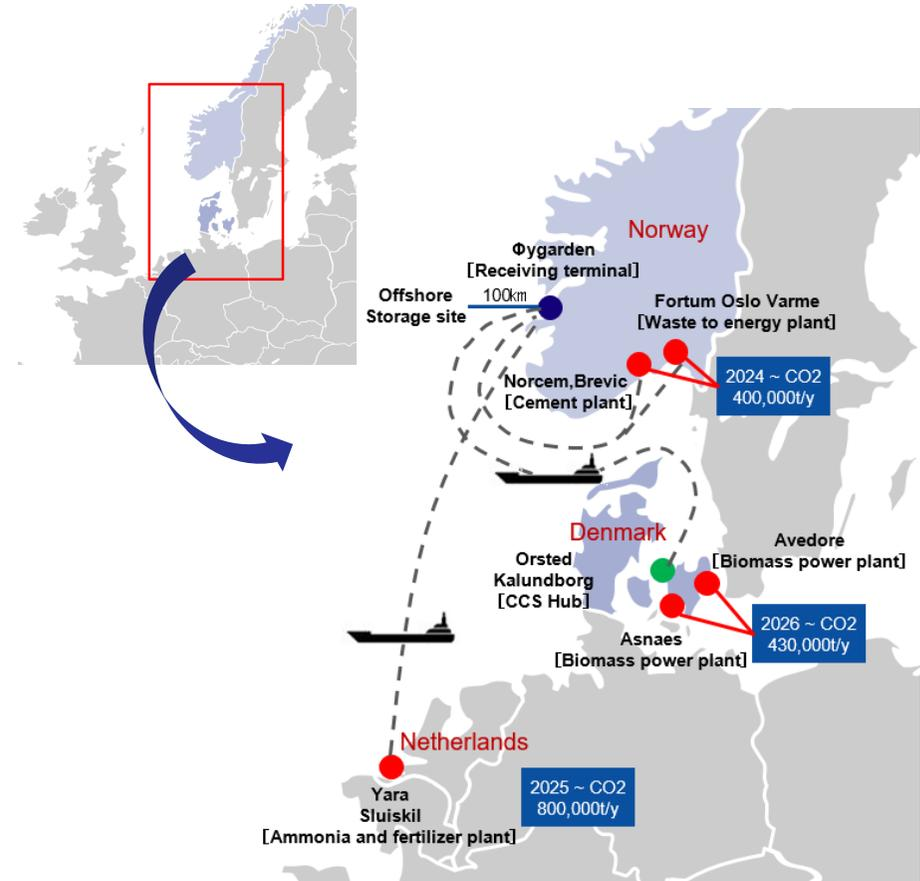 Norway
Φygarden
[Receiving terminal]
Offshore
Storage site
100㎞
Fortum Oslo Varme
[Waste to energy plant]
Norcem,Brevic
[Cement plant]
2024 ~ CO2
400,000t/y
Denmark
Orsted
Kalundborg
[CCS Hub]
Avedore
[Biomass power plant]
Asnaes
[Biomass power plant]
2026 ~ CO2
430,000t/y
Netherlands
Yara
Sluiskil
[Ammonia and fertilizer plant]
2025 ~ CO2
800,000t/y